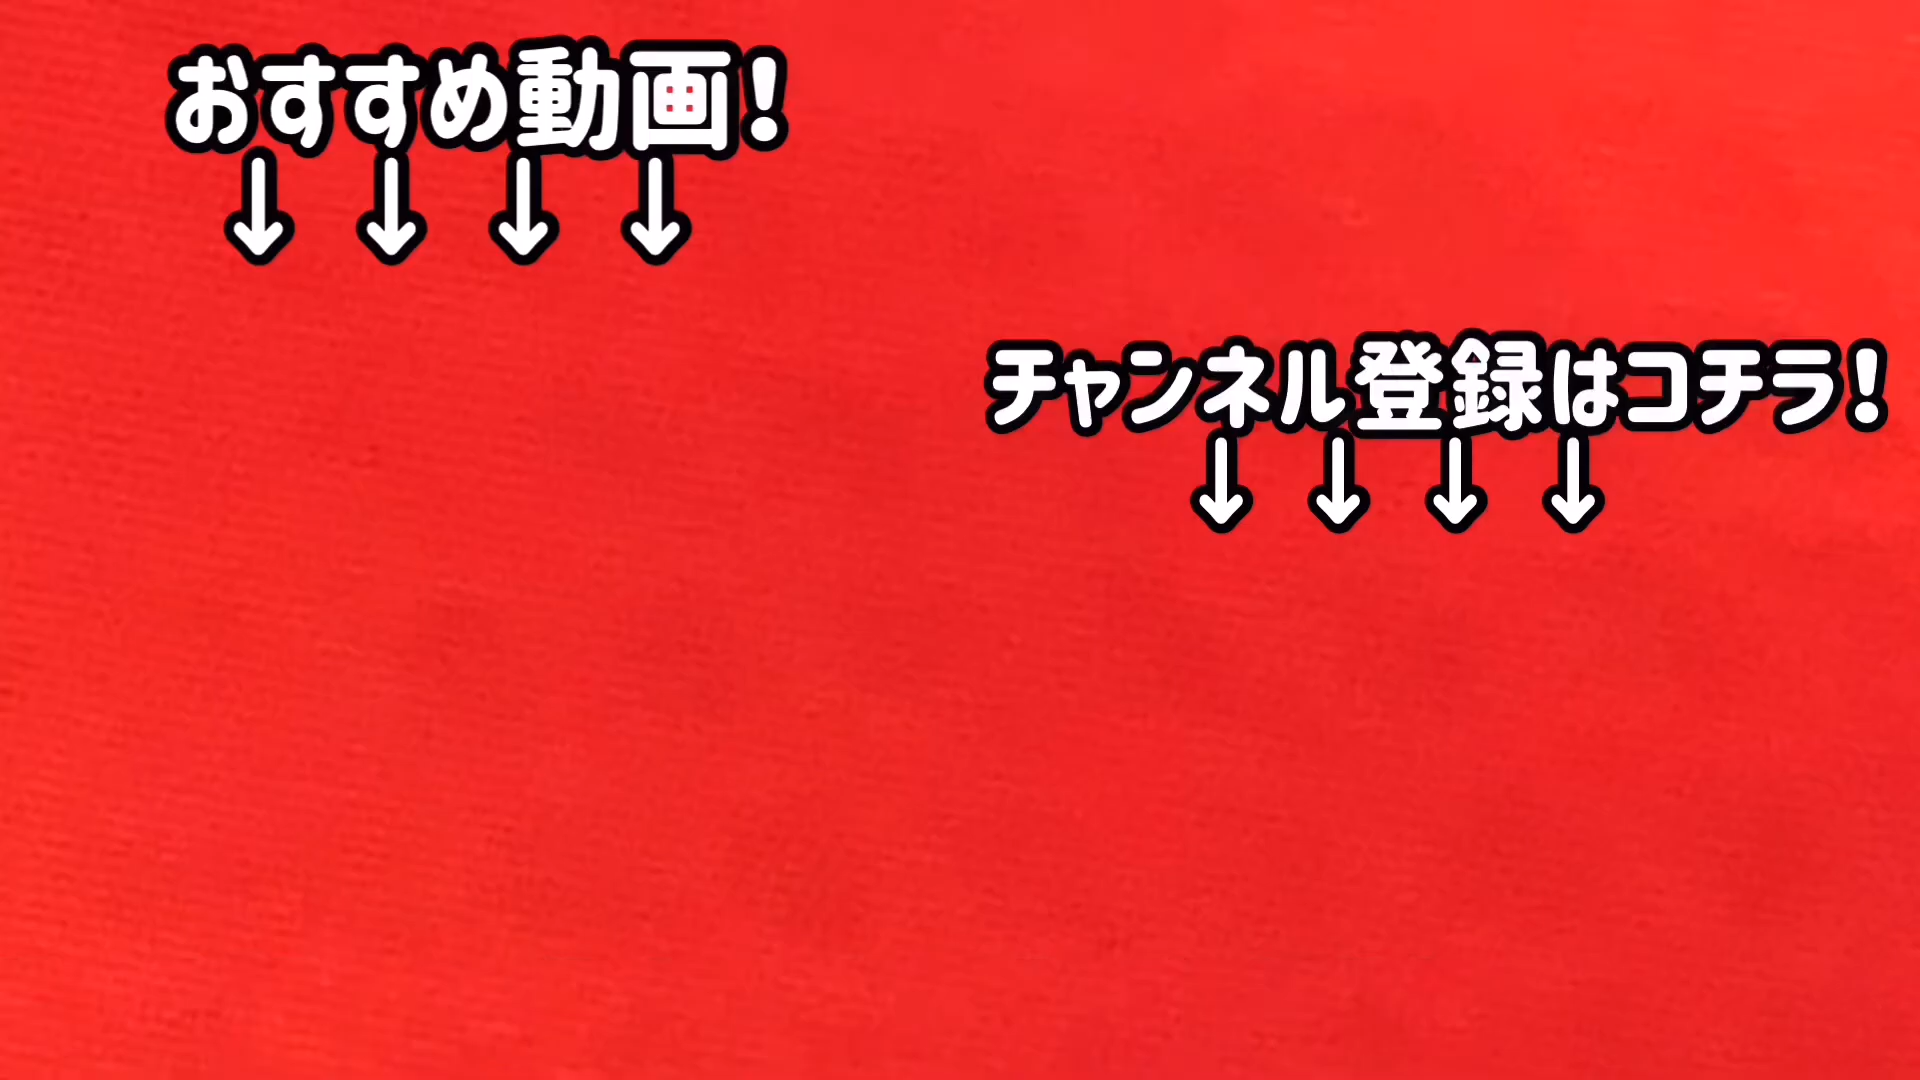 おすすめ動画！
↓ ↓ ↓ ↓
チャンネル登録はコチラ！
↓ ↓ ↓ ↓